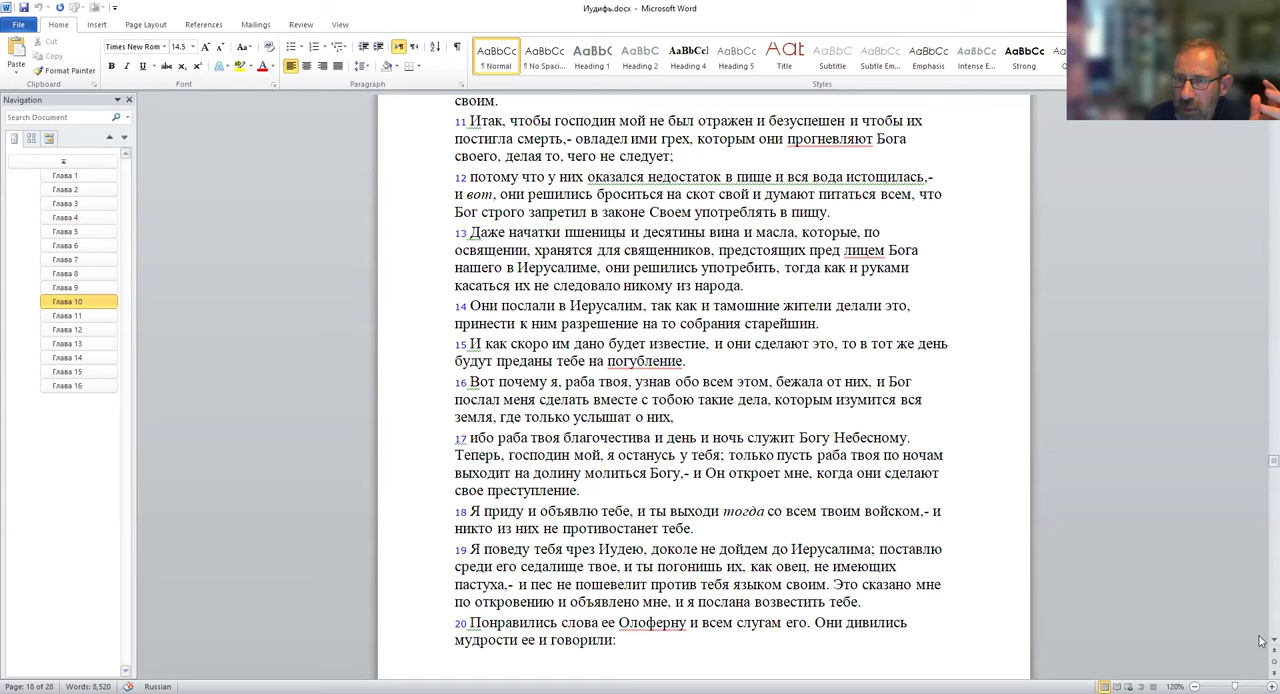 Иудифь.docx - Microsoft Word
File Home Insert Page Layout References Mailings Review View
Cut
Copy
Format Painter
Paste
Clipboard
Times New Rom 14.5
Font
Paragraph
AaBbCc AaBbCc AaBbC AaBbC AaBbC AaBbCc Aat AaBbCc AaBbCc AaBbCc AaBbCc AaBbCc
¶ Normal ¶ No Spaci... Heading 1 Heading 2 Heading 4 Heading 5 Title Subtitle Subtle Em... Emphasis Intense E... Strong
Styles
Navigation
Search Document
Глава 1
Глава 2
Глава 3
Глава 4
Глава 5
Глава 6
Глава 7
Глава 8
Глава 9
Глава 10
Глава 11
Глава 12
Глава 13
Глава 14
Глава 15
Глава 16
своим.
11 Итак, чтобы господин мой не был отражен и безуспешен и чтобы их
постигла смерть,- овладел ими грех, которым они прогневляют Бога
своего, делая то, чего не следует;
12 потому что у них оказался недостаток в пище и вся вода истощилась,-
и вот, они решились броситься на скот свой и думают питаться всем, что
Бог строго запретил в законе Своем употреблять в пищу.
13 Даже начатки пшеницы и десятины вина и масла, которые, по
освящении, хранятся для священников, предстоящих пред лицем Бога
нашего в Иерусалиме, они решились употребить, тогда как и руками
касаться их не следовало никому из народа.
14 Они послали в Иерусалим, так как и тамошние жители делали это,
принести к ним разрешение на то собрания старейшин.
15 И как скоро им дано будет известие, и они сделают это, то в тот же день
будут преданы тебе на погубление.
16 Вот почему я, раба твоя, узнав обо всем этом, бежала от них, и Бог
послал меня сделать вместе с тобою такие дела, которым изумится вся
земля, где только услышат о них,
17 ибо раба твоя благочестива и день и ночь служит Богу Небесному.
Теперь, господин мой, я останусь у тебя; только пусть раба твоя по ночам
выходит на долину молиться Богу,- и Он откроет мне, когда они сделают
свое преступление.
18 Я приду и объявлю тебе, и ты выходи тогда со всем твоим войском,- и
никто из них не противостанет тебе.
19 Я поведу тебя чрез Иудею, доколе не дойдем до Иерусалима; поставлю
среди его седалище твое, и ты погонишь их, как овец, не имеющих
пастуха,- и пес не пошевелит против тебя языком своим. Это сказано мне
по откровению и объявлено мне, и я послана возвестить тебе.
20 Понравились слова ее Олоферну и всем слугам его. Они дивились
мудрости ее и говорили:
Page: 18 of 28 Words: 8,520 Russian 120%